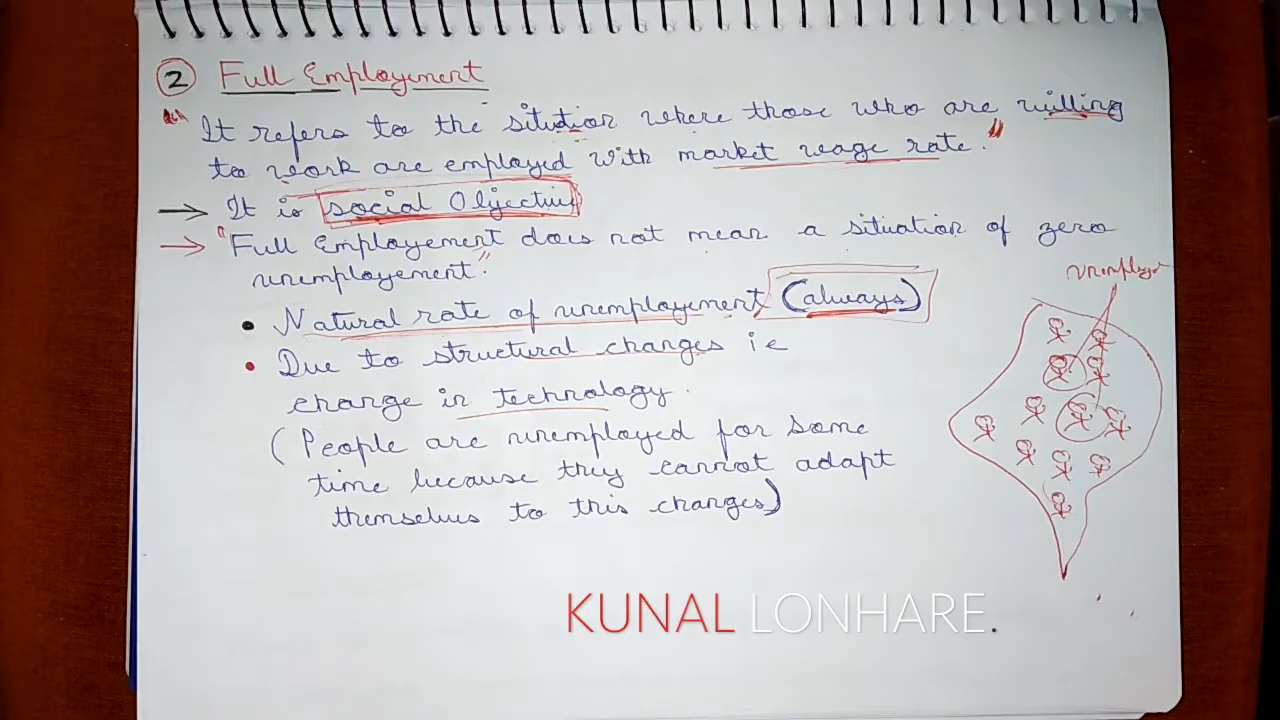 2 Full Employement
"It refers to the situation where those who are willing
to work are employed with market wage rate."
→ It is social Objective
→ "Full Employement does not mean a situation of zero
unemployement".
• Natural rate of unemployement (always)
• Due to structural changes ie
change in technology.
(People are unemployed for some
time because they cannot adapt
themselves to this changes)
KUNAL LONHARE.